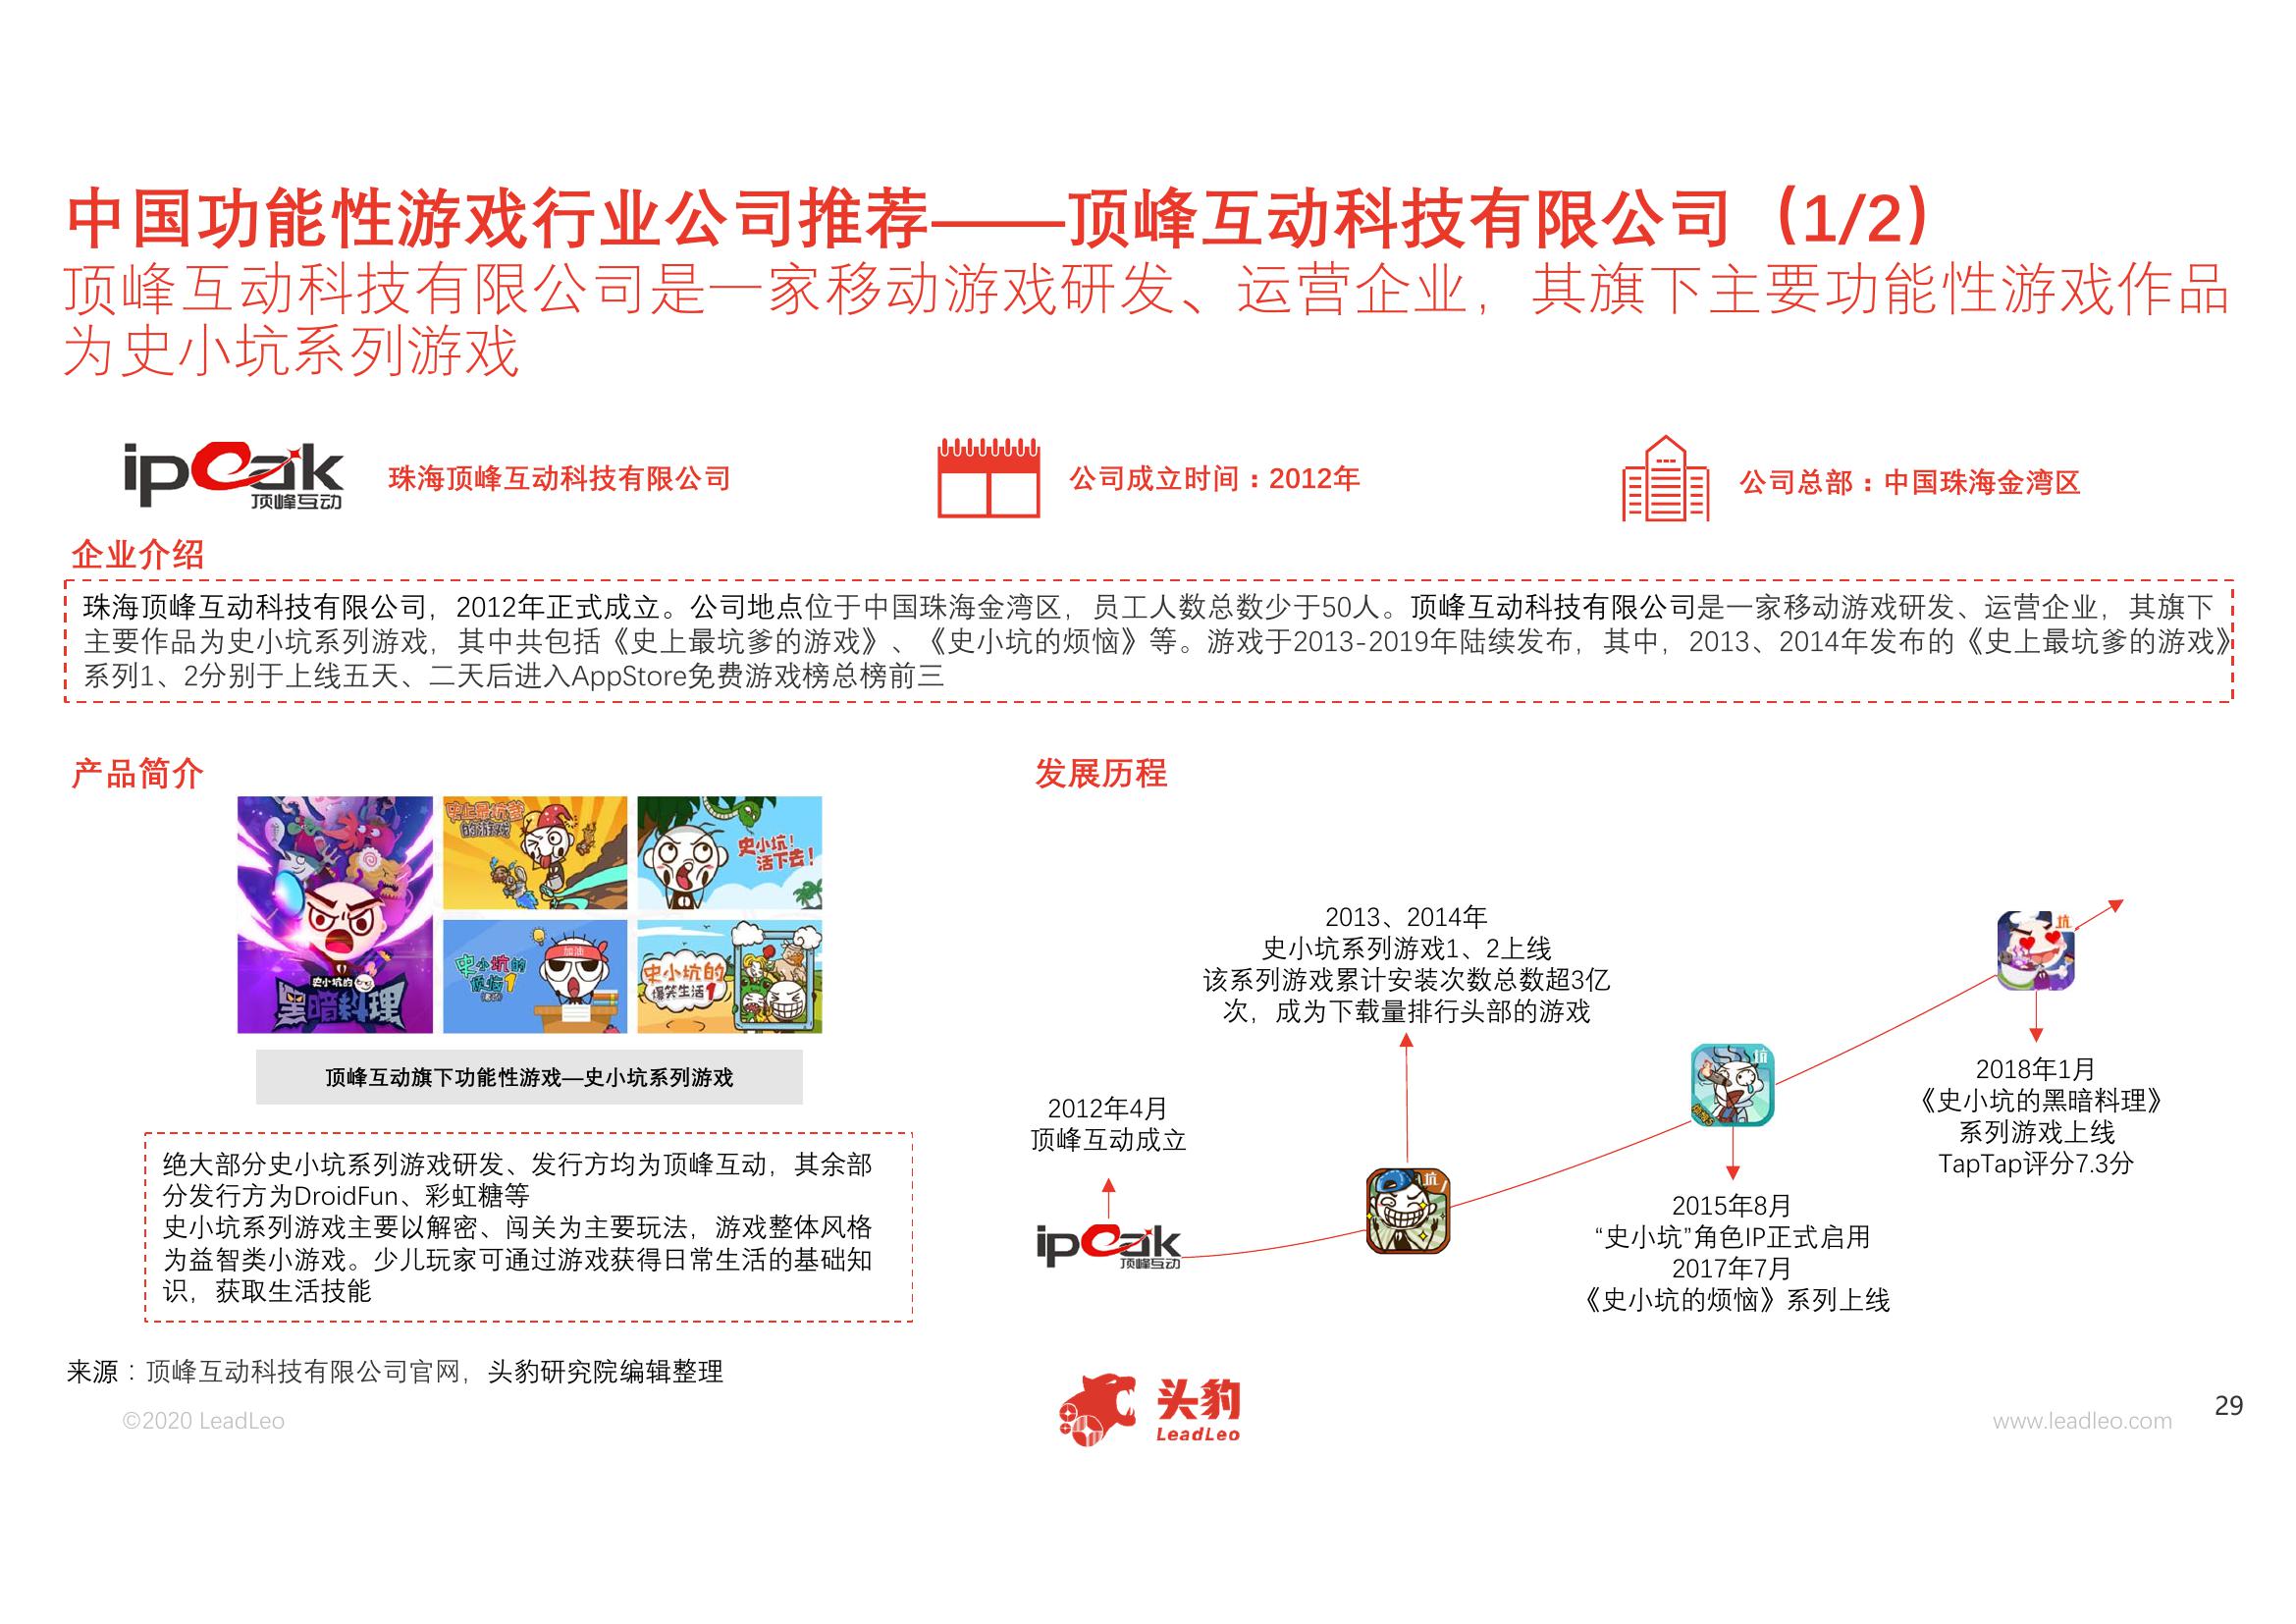 中国功能性游戏行业公司推荐——顶峰互动科技有限公司（1/2）
顶峰互动科技有限公司是一家移动游戏研发、运营企业，其旗下主要功能性游戏作品
为史小坑系列游戏
ipeak
顶峰互动
珠海顶峰互动科技有限公司
公司成立时间：2012年
公司总部：中国珠海金湾区
企业介绍
珠海顶峰互动科技有限公司，2012年正式成立。公司地点位于中国珠海金湾区，员工人数总数少于50人。顶峰互动科技有限公司是一家移动游戏研发、运营企业，其旗下
主要作品为史小坑系列游戏，其中共包括《史上最坑爹的游戏》、《史小坑的烦恼》等。游戏于2013-2019年陆续发布，其中，2013、2014年发布的《史上最坑爹的游戏》
系列1、2分别于上线五天、二天后进入AppStore免费游戏榜总榜前三
产品简介
史小坑的
黑暗料理
史上最坑爹
的游戏
史小坑！
活下去！
加油
史小坑的
烦恼1
史小坑的
爆笑生活1
顶峰互动旗下功能性游戏—史小坑系列游戏
绝大部分史小坑系列游戏研发、发行方均为顶峰互动，其余部
分发行方为DroidFun、彩虹糖等
史小坑系列游戏主要以解密、闯关为主要玩法，游戏整体风格
为益智类小游戏。少儿玩家可通过游戏获得日常生活的基础知
识，获取生活技能
发展历程
2012年4月
顶峰互动成立
ipeak
顶峰互动
2013、2014年
史小坑系列游戏1、2上线
该系列游戏累计安装次数总数超3亿
次，成为下载量排行头部的游戏
坑
坑
2015年8月
“史小坑”角色IP正式启用
2017年7月
《史小坑的烦恼》系列上线
坑
2018年1月
《史小坑的黑暗料理》
系列游戏上线
TapTap评分7.3分
来源：顶峰互动科技有限公司官网，头豹研究院编辑整理
©2020 LeadLeo
头豹
LeadLeo
www.leadleo.com
29